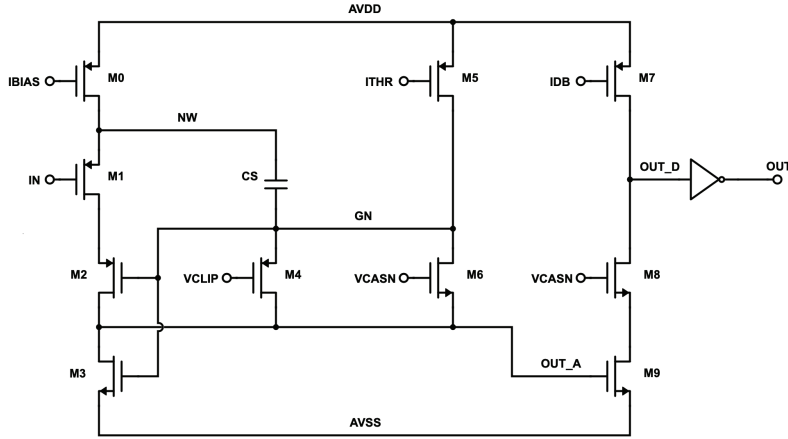 AVDD
IBIAS
M0
ITHR
M5
IDB
M7
NW
IN
M1
CS
OUT_D
OUT
GN
M2
VCLIP
M4
VCASN
M6
VCASN
M8
M3
OUT_A
M9
AVSS